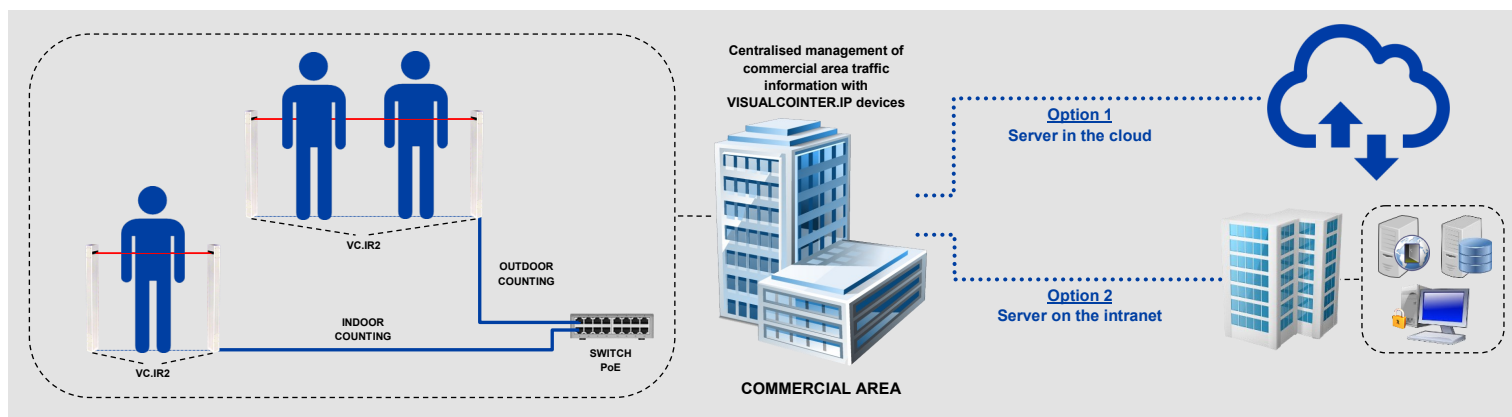 VC.IR2
VC.IR2
OUTDOOR
COUNTING
INDOOR
COUNTING
SWITCH
PoE
Centralised management of
commercial area traffic
information with
VISUALCOINTER.IP devices
COMMERCIAL AREA
Option 1
Server in the cloud
Option 2
Server on the intranet